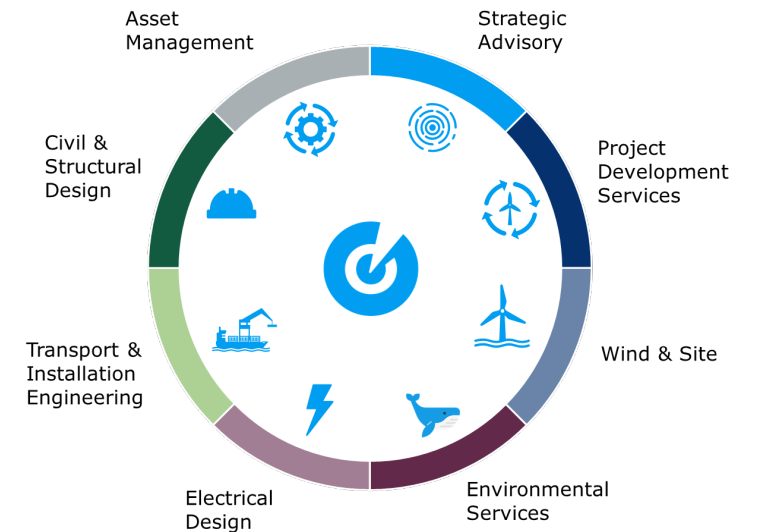 Asset
Management
Strategic
Advisory
Civil &
Structural
Design
Project
Development
Services
Transport &
Installation
Engineering
Wind & Site
Electrical
Design
Environmental
Services